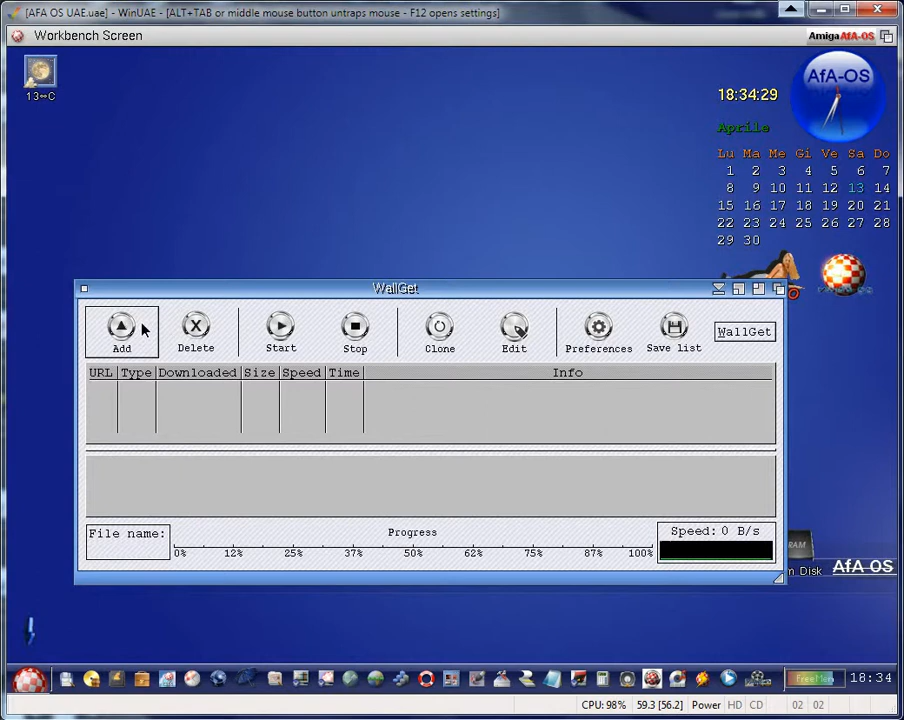 [AFA OS UAE.uae] - WinUAE - [ALT+TAB or middle mouse button untraps mouse - F12 opens settings]
Workbench Screen
Amiga AfA-OS
AfA-OS
18:34:29
Aprile
Lu Ma Me Gi Ve Sa Do
1 2 3 4 5 6 7
8 9 10 11 12 13 14
15 16 17 18 19 20 21
22 23 24 25 26 27 28
29 30
13↔C
WallGet
Add Delete Start Stop Clone Edit Preferences Save list WallGet
URL Type Downloaded Size Speed Time Info
File name:
Progress
0% 12% 25% 37% 50% 62% 75% 87% 100%
Speed: 0 B/s
RAM
m Disk
AfA-OS
FreeMem
18:34
CPU: 98% 59.3 [56.2] Power HD CD 02 02